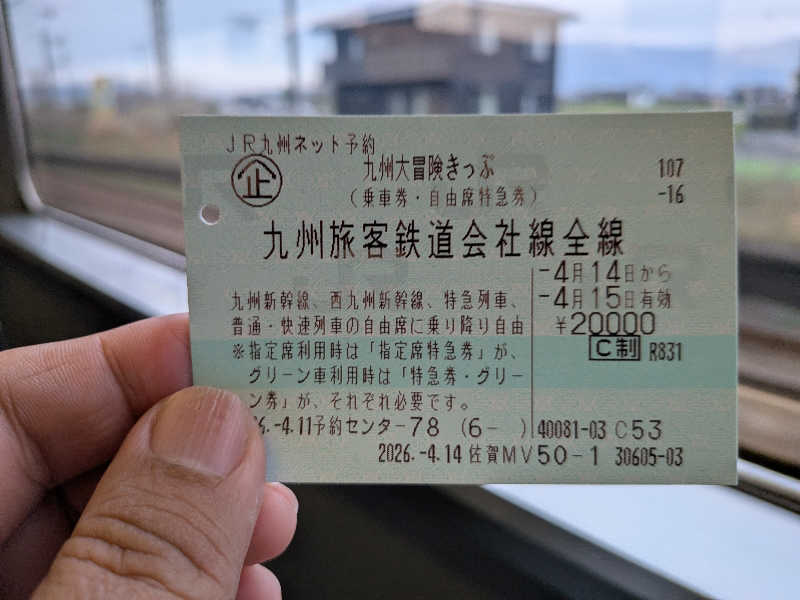 JR九州ネット予約
企
九州大冒険きっぷ
107
(乗車券・自由席特急券)
-16
九州旅客鉄道会社線全線
-4月14日から
-4月15日有効
¥20000
C制 R831
九州新幹線、西九州新幹線、特急列車、
普通・快速列車の自由席に乗り降り自由
※指定席利用時は「指定席特急券」が、
グリーン車利用時は「特急券・グリー
ン券」が、それぞれ必要です。
6.-4.11予約センター78 (6- ) 40081-03 C53
2026.-4.14佐賀MV50-1 30605-03